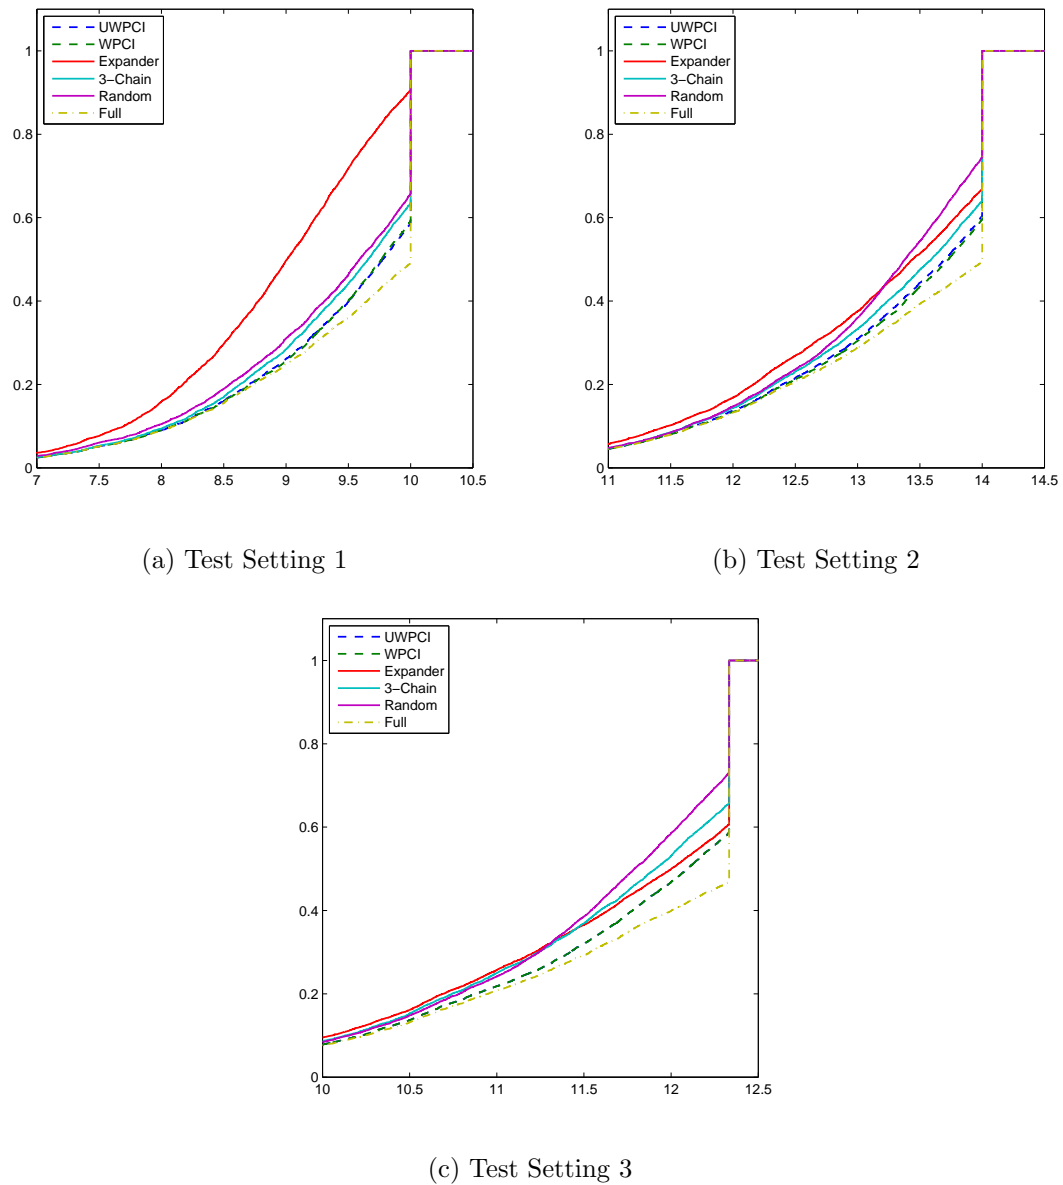 UWPCI
WPCI
Expander
3−Chain
Random
Full
1
0.8
0.6
0.4
0.2
0
7 7.5 8 8.5 9 9.5 10 10.5
(a) Test Setting 1
UWPCI
WPCI
Expander
3−Chain
Random
Full
1
0.8
0.6
0.4
0.2
0
11 11.5 12 12.5 13 13.5 14 14.5
(b) Test Setting 2
UWPCI
WPCI
Expander
3−Chain
Random
Full
1
0.8
0.6
0.4
0.2
0
10 10.5 11 11.5 12 12.5
(c) Test Setting 3